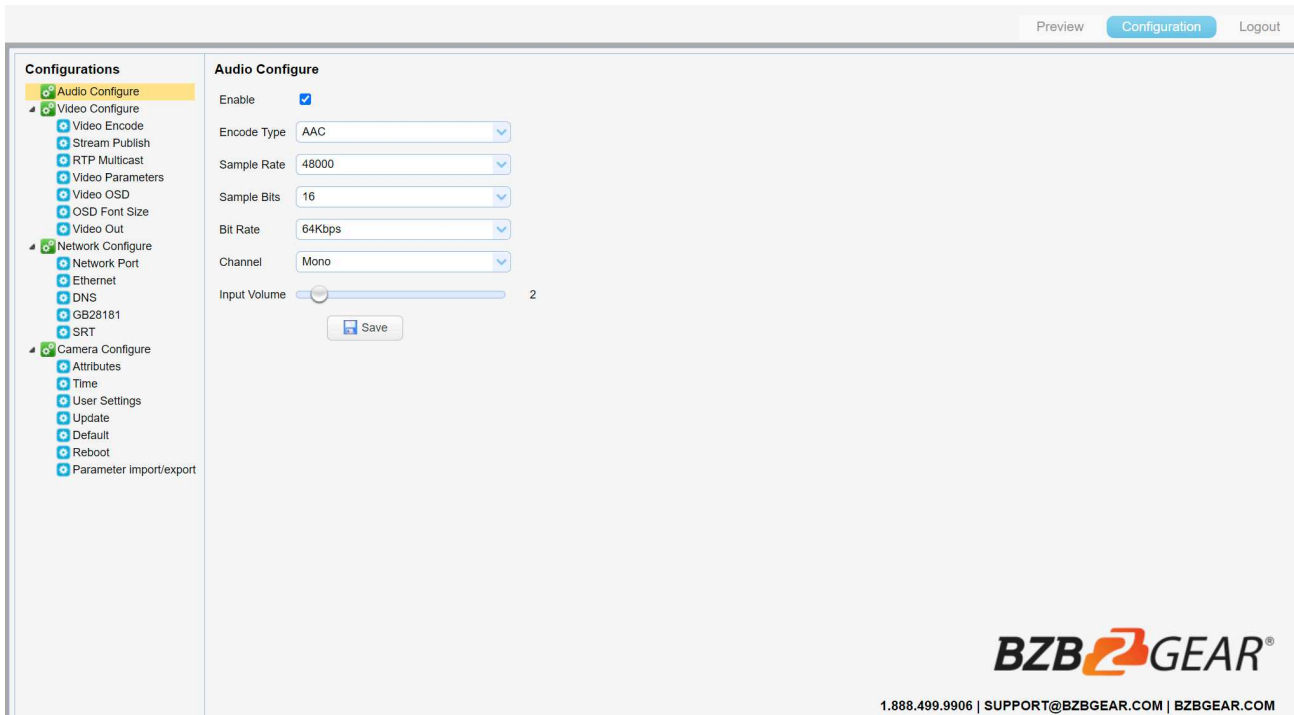 Preview Configuration Logout
Configurations
Audio Configure
Video Configure
Video Encode
Stream Publish
RTP Multicast
Video Parameters
Video OSD
OSD Font Size
Video Out
Network Configure
Network Port
Ethernet
DNS
GB28181
SRT
Camera Configure
Attributes
Time
User Settings
Update
Default
Reboot
Parameter import/export
Audio Configure
Enable
Encode Type AAC
Sample Rate 48000
Sample Bits 16
Bit Rate 64Kbps
Channel Mono
Input Volume 2
Save
BZB GEAR®
1.888.499.9906 | SUPPORT@BZBGEAR.COM | BZBGEAR.COM